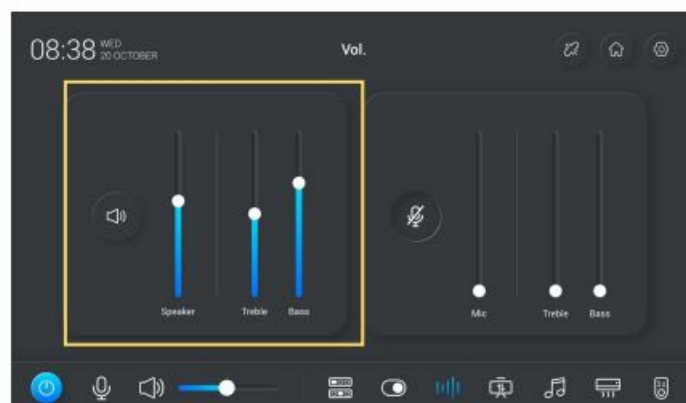 08:38 WED
20 OCTOBER
Vol.
Speaker
Treble
Bass
Mic
Treble
Bass